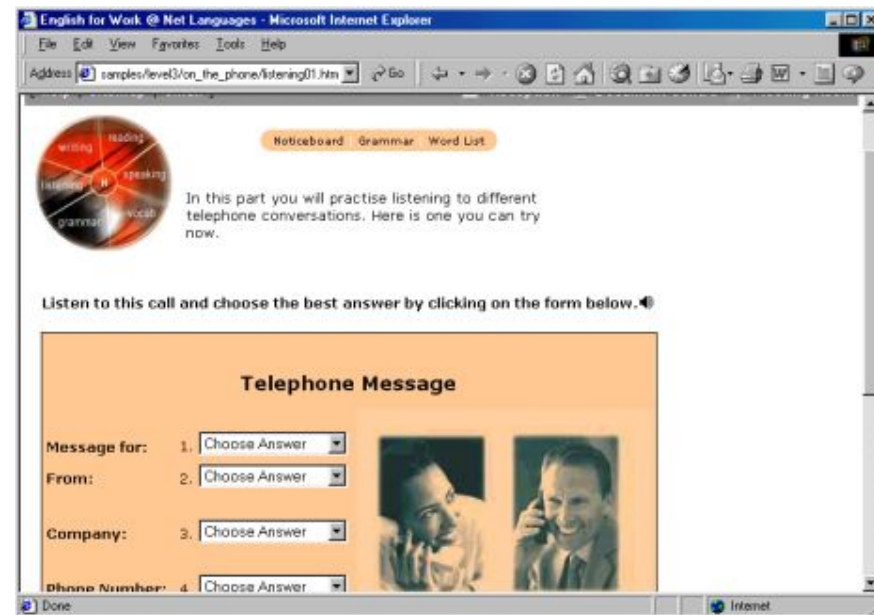 English for Work @ Net Languages - Microsoft Internet Explorer
File Edit View Favorites Tools Help
Address samples/level3/on_the_phone/listening01.htm Go
Noticeboard Grammar Word List
writing reading
listening N speaking
grammar vocab
In this part you will practise listening to different
telephone conversations. Here is one you can try
now.
Listen to this call and choose the best answer by clicking on the form below.
Telephone Message
Message for: 1. Choose Answer
From: 2. Choose Answer
Company: 3. Choose Answer
Phone Number: 4 Choose Answer
Done Internet